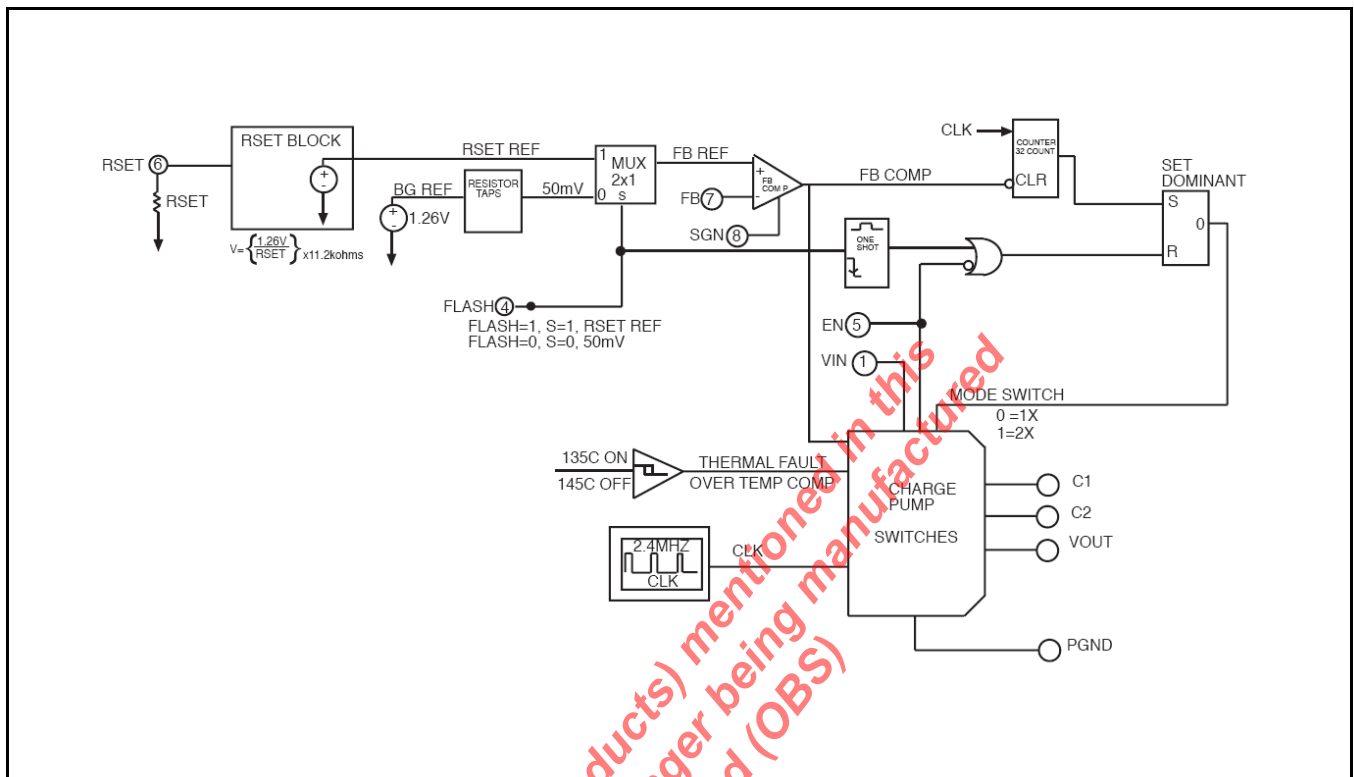 RSET 6
RSET
RSET BLOCK
+
-
V={1.26V/RSET} x11.2kohms
RSET REF
BG REF
+
-
1.26V
RESISTOR
TAPS
50mV
1
0
MUX
2x1
s
FB REF
FB 7
SGN 8
+
-
FB
COM P
FB COMP
CLK
COUNTER
32 COUNT
CLR
SET
DOMINANT
S
0
R
ONE
SHOT
FLASH 4
FLASH=1, S=1, RSET REF
FLASH=0, S=0, 50mV
EN 5
VIN 1
MODE SWITCH
0 =1X
1=2X
135C ON
145C OFF
THERMAL FAULT
OVER TEMP COMP
2.4MHZ
CLK
CLK
CHARGE
PUMP
SWITCHES
C1
C2
VOUT
PGND
ducts) mentioned in this
nger being manufactured
d (OBS)